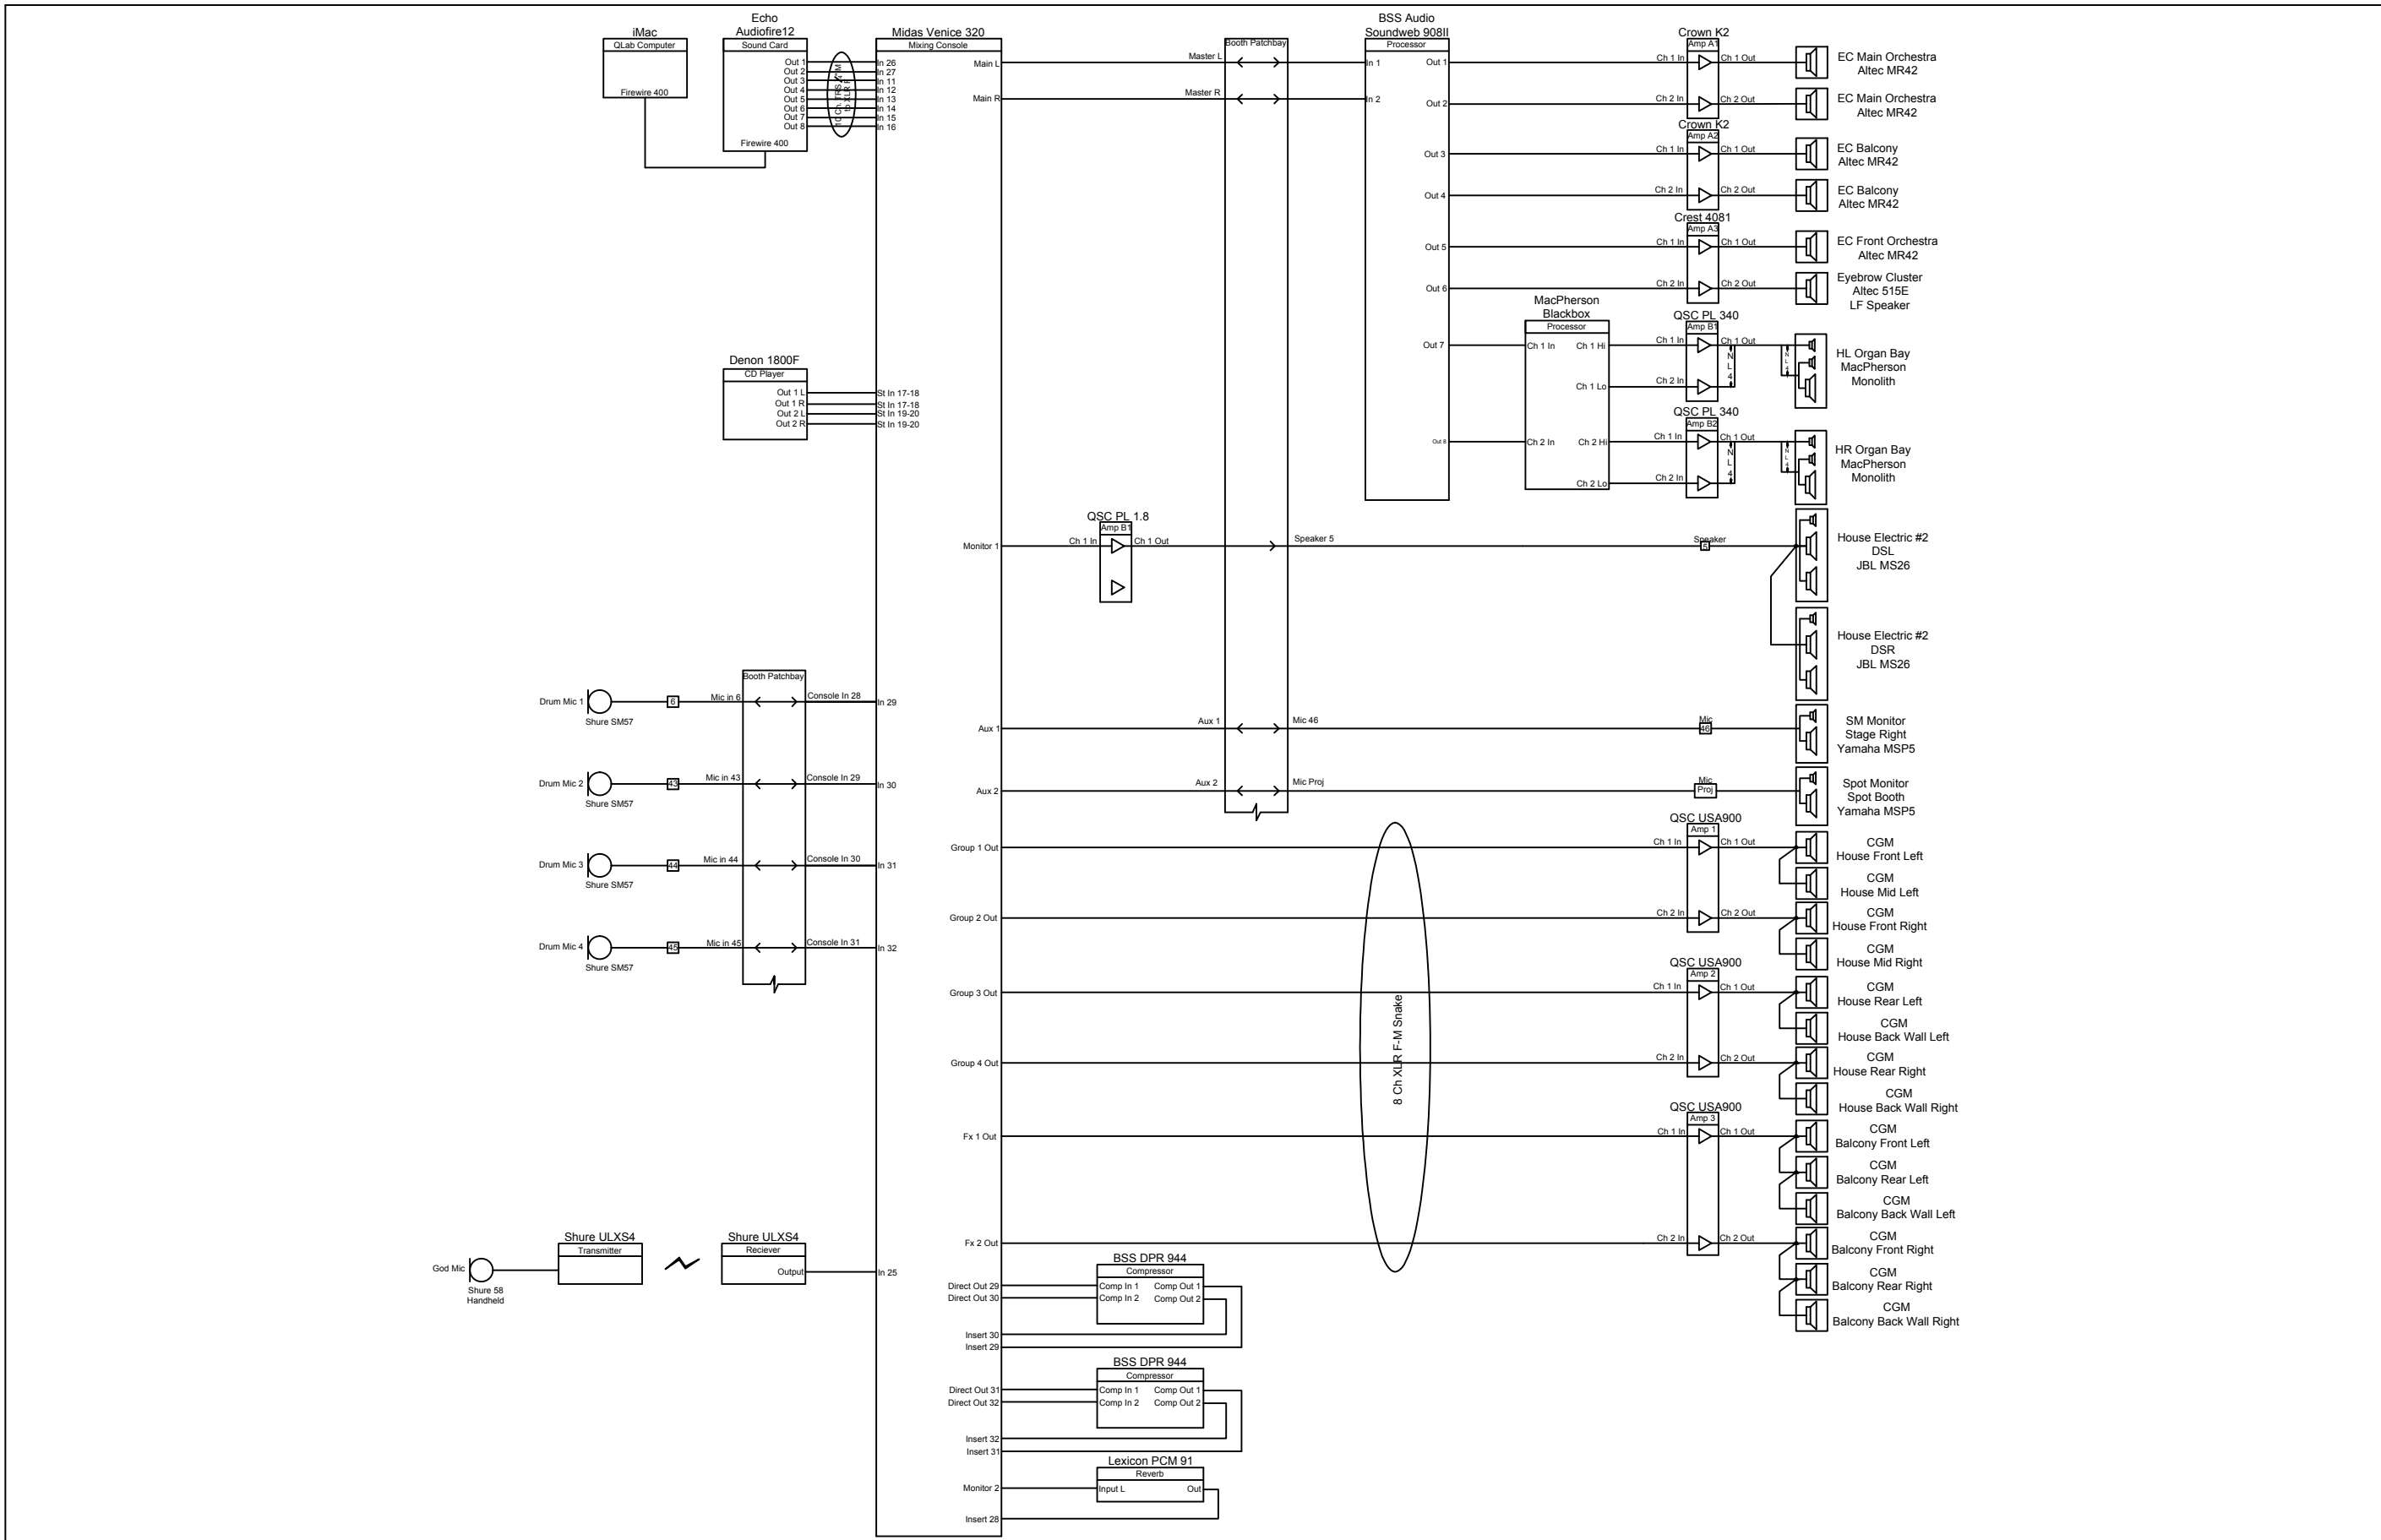 iMac
QLab Computer
Firewire 400
Echo
Audiofire12
Sound Card
Out 1
Out 2
Out 3
Out 4
Out 5
Out 6
Out 7
Out 8
Firewire 400
10 Ch. TRS
to XLR
Midas Venice 320
Mixing Console
In 26
In 27
In 11
In 12
In 13
In 14
In 15
In 16
Main L
Main R
Master L
Master R
Booth Patchbay
BSS Audio
Soundweb 908II
Processor
In 1
In 2
Out 1
Out 2
Out 3
Out 4
Out 5
Out 6
Out 7
Out 8
Crown K2
Amp A1
Ch 1 In
Ch 1 Out
Ch 2 In
Ch 2 Out
EC Main Orchestra
Altec MR42
EC Main Orchestra
Altec MR42
Crown K2
Amp A2
Ch 1 In
Ch 1 Out
Ch 2 In
Ch 2 Out
EC Balcony
Altec MR42
EC Balcony
Altec MR42
Crest 4081
Amp A3
Ch 1 In
Ch 1 Out
Ch 2 In
Ch 2 Out
EC Front Orchestra
Altec MR42
Eyebrow Cluster
Altec 515E
LF Speaker
MacPherson
Blackbox
Processor
Ch 1 In
Ch 1 Hi
Ch 1 Lo
Ch 2 In
Ch 2 Hi
Ch 2 Lo
QSC PL 340
Amp B1
Ch 1 In
Ch 1 Out
Ch 2 In
NL4
NL4
HL Organ Bay
MacPherson
Monolith
QSC PL 340
Amp B2
Ch 1 In
Ch 1 Out
Ch 2 In
NL4
NL4
HR Organ Bay
MacPherson
Monolith
Denon 1800F
CD Player
Out 1 L
Out 1 R
Out 2 L
Out 2 R
St In 17-18
St In 17-18
St In 19-20
St In 19-20
Monitor 1
QSC PL 1.8
Amp B1
Ch 1 In
Ch 1 Out
Speaker 5
Speaker
5
House Electric #2
DSL
JBL MS26
House Electric #2
DSR
JBL MS26
Booth Patchbay
Drum Mic 1
Shure SM57
6
Mic in 6
Console In 28
In 29
Drum Mic 2
Shure SM57
43
Mic in 43
Console In 29
In 30
Drum Mic 3
Shure SM57
44
Mic in 44
Console In 30
In 31
Drum Mic 4
Shure SM57
45
Mic in 45
Console In 31
In 32
Aux 1
Aux 1
Mic 46
Mic
46
SM Monitor
Stage Right
Yamaha MSP5
Aux 2
Aux 2
Mic Proj
Mic
Proj
Spot Monitor
Spot Booth
Yamaha MSP5
8 Ch XLR F-M Snake
Group 1 Out
Group 2 Out
QSC USA900
Amp 1
Ch 1 In
Ch 1 Out
Ch 2 In
Ch 2 Out
CGM
House Front Left
CGM
House Mid Left
CGM
House Front Right
CGM
House Mid Right
Group 3 Out
Group 4 Out
QSC USA900
Amp 2
Ch 1 In
Ch 1 Out
Ch 2 In
Ch 2 Out
CGM
House Rear Left
CGM
House Back Wall Left
CGM
House Rear Right
CGM
House Back Wall Right
Fx 1 Out
Fx 2 Out
QSC USA900
Amp 3
Ch 1 In
Ch 1 Out
Ch 2 In
Ch 2 Out
CGM
Balcony Front Left
CGM
Balcony Rear Left
CGM
Balcony Back Wall Left
CGM
Balcony Front Right
CGM
Balcony Rear Right
CGM
Balcony Back Wall Right
God Mic
Shure 58
Handheld
Shure ULXS4
Transmitter
Shure ULXS4
Reciever
Output
In 25
BSS DPR 944
Compressor
Direct Out 29
Direct Out 30
Comp In 1
Comp In 2
Comp Out 1
Comp Out 2
Insert 30
Insert 29
BSS DPR 944
Compressor
Direct Out 31
Direct Out 32
Comp In 1
Comp In 2
Comp Out 1
Comp Out 2
Insert 32
Insert 31
Lexicon PCM 91
Reverb
Monitor 2
Input L
Out
Insert 28